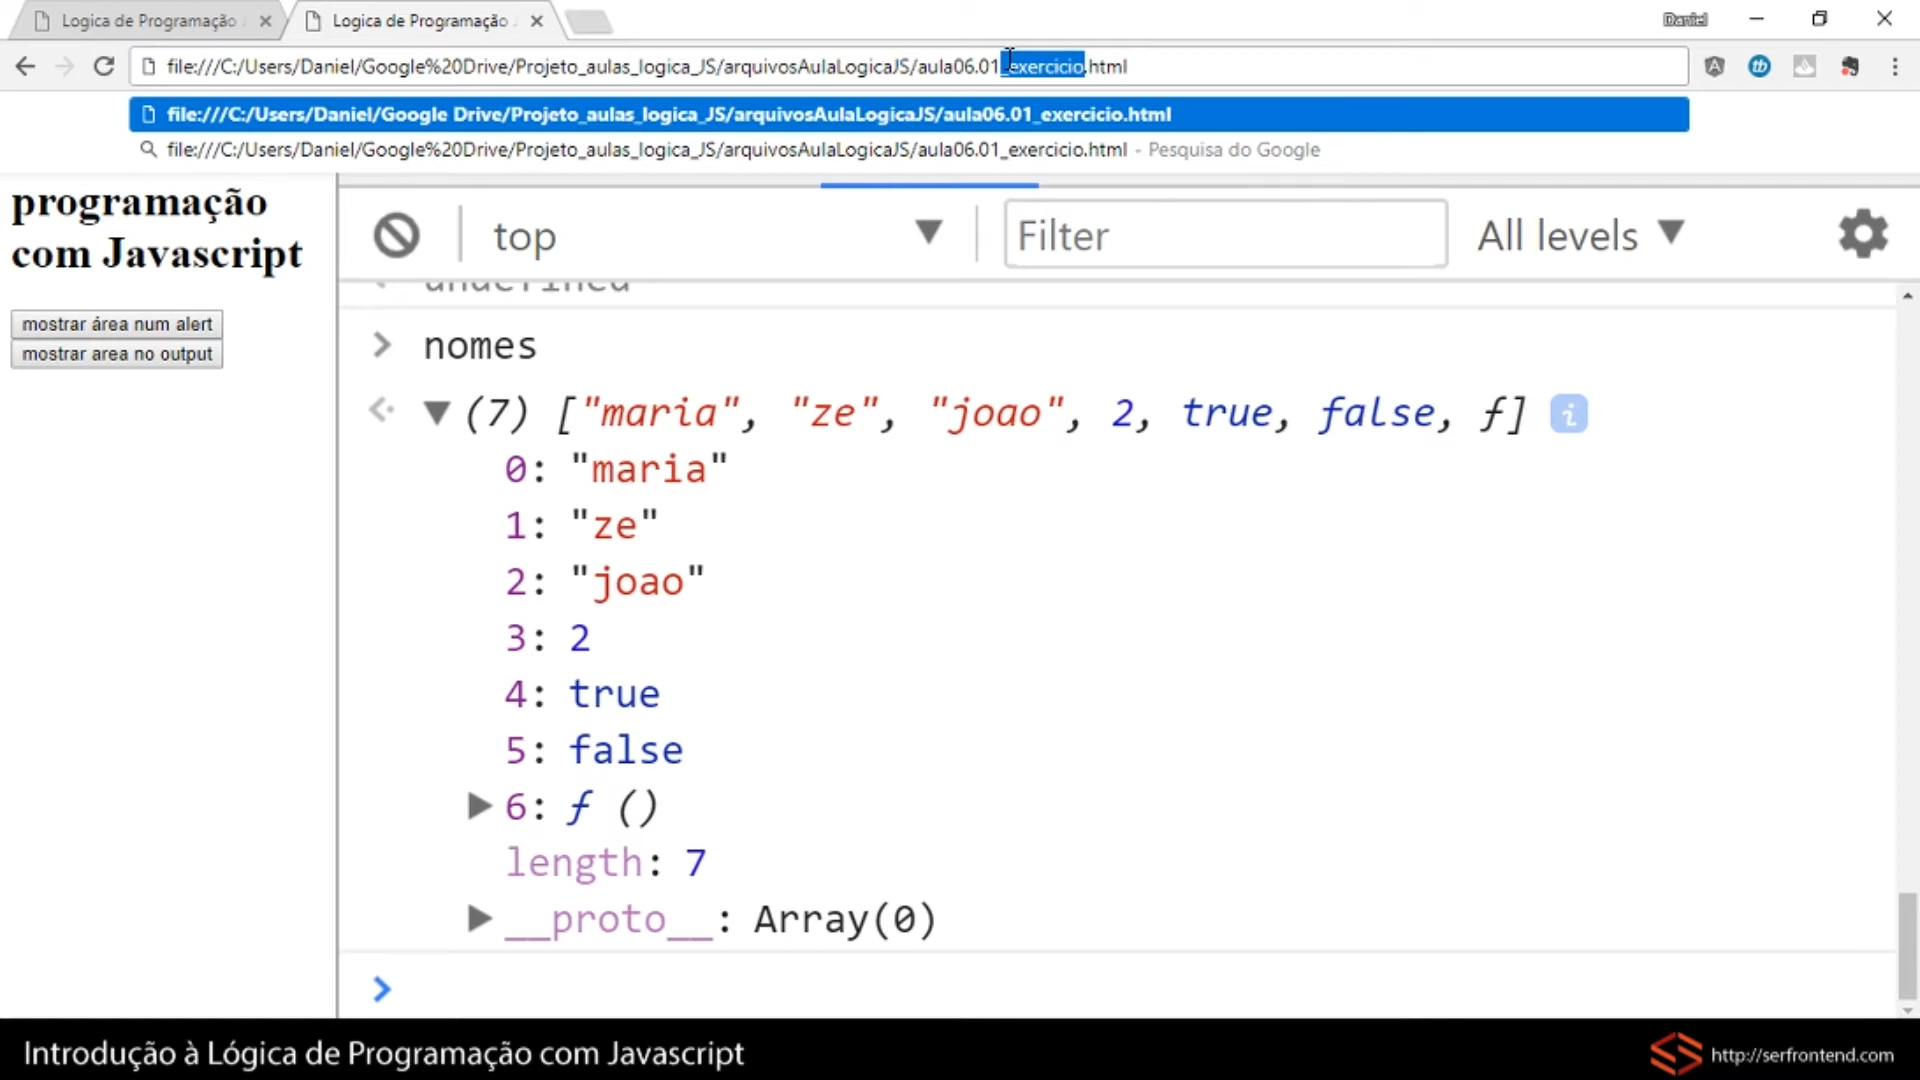 Logica de Programação
Logica de Programação
Daniel
file:///C:/Users/Daniel/Google%20Drive/Projeto_aulas_logica_JS/arquivosAulaLogicaJS/aula06.01_exercicio.html
file:///C:/Users/Daniel/Google Drive/Projeto_aulas_logica_JS/arquivosAulaLogicaJS/aula06.01_exercicio.html
file:///C:/Users/Daniel/Google%20Drive/Projeto_aulas_logica_JS/arquivosAulaLogicaJS/aula06.01_exercicio.html - Pesquisa do Google
programação
com Javascript
mostrar área num alert
mostrar area no output
top
Filter
All levels
undefined
nomes
(7) ["maria", "ze", "joao", 2, true, false, ƒ]
0: "maria"
1: "ze"
2: "joao"
3: 2
4: true
5: false
6: ƒ ()
length: 7
__proto__: Array(0)
Introdução à Lógica de Programação com Javascript
http://serfrontend.com